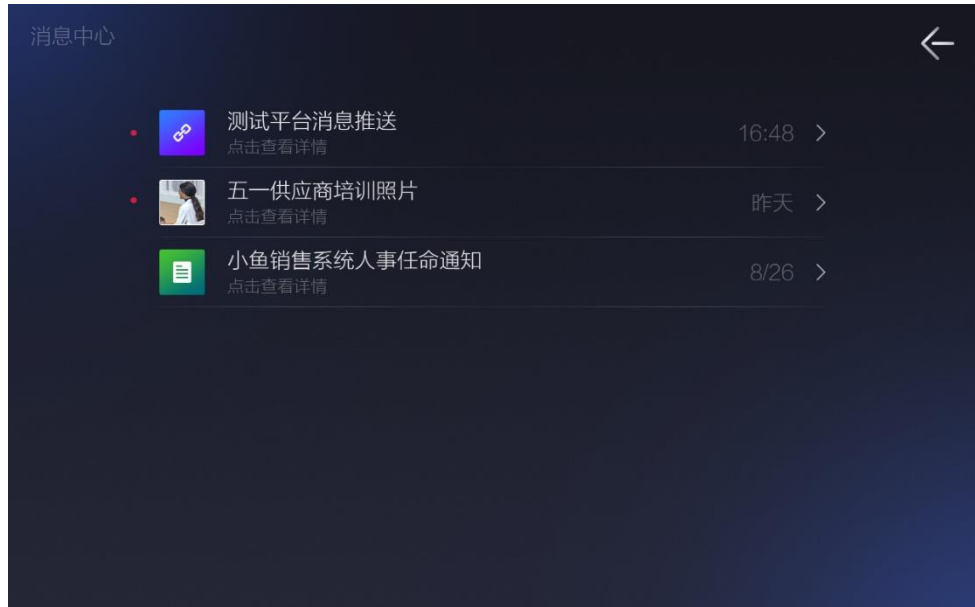 消息中心
测试平台消息推送
点击查看详情
16:48
五一供应商培训照片
点击查看详情
昨天
小鱼销售系统人事任命通知
点击查看详情
8/26